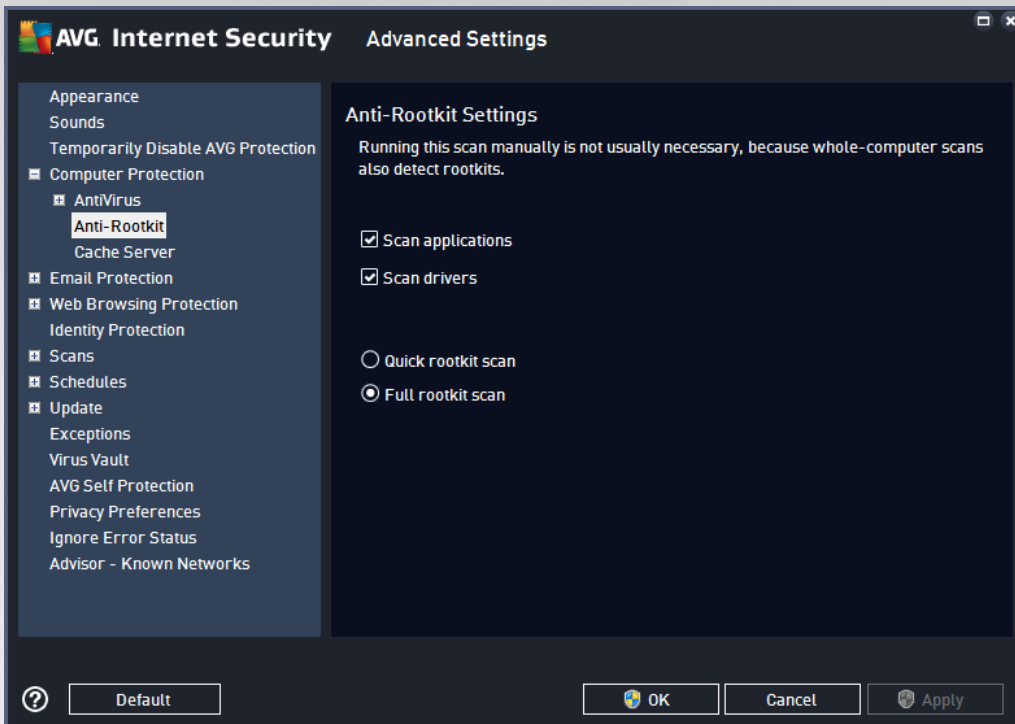 AVG. Internet Security Advanced Settings
Appearance
Sounds
Temporarily Disable AVG Protection
Computer Protection
AntiVirus
Anti-Rootkit
Cache Server
Email Protection
Web Browsing Protection
Identity Protection
Scans
Schedules
Update
Exceptions
Virus Vault
AVG Self Protection
Privacy Preferences
Ignore Error Status
Advisor - Known Networks
Anti-Rootkit Settings
Running this scan manually is not usually necessary, because whole-computer scans
also detect rootkits.
Scan applications
Scan drivers
Quick rootkit scan
Full rootkit scan
? Default OK Cancel Apply